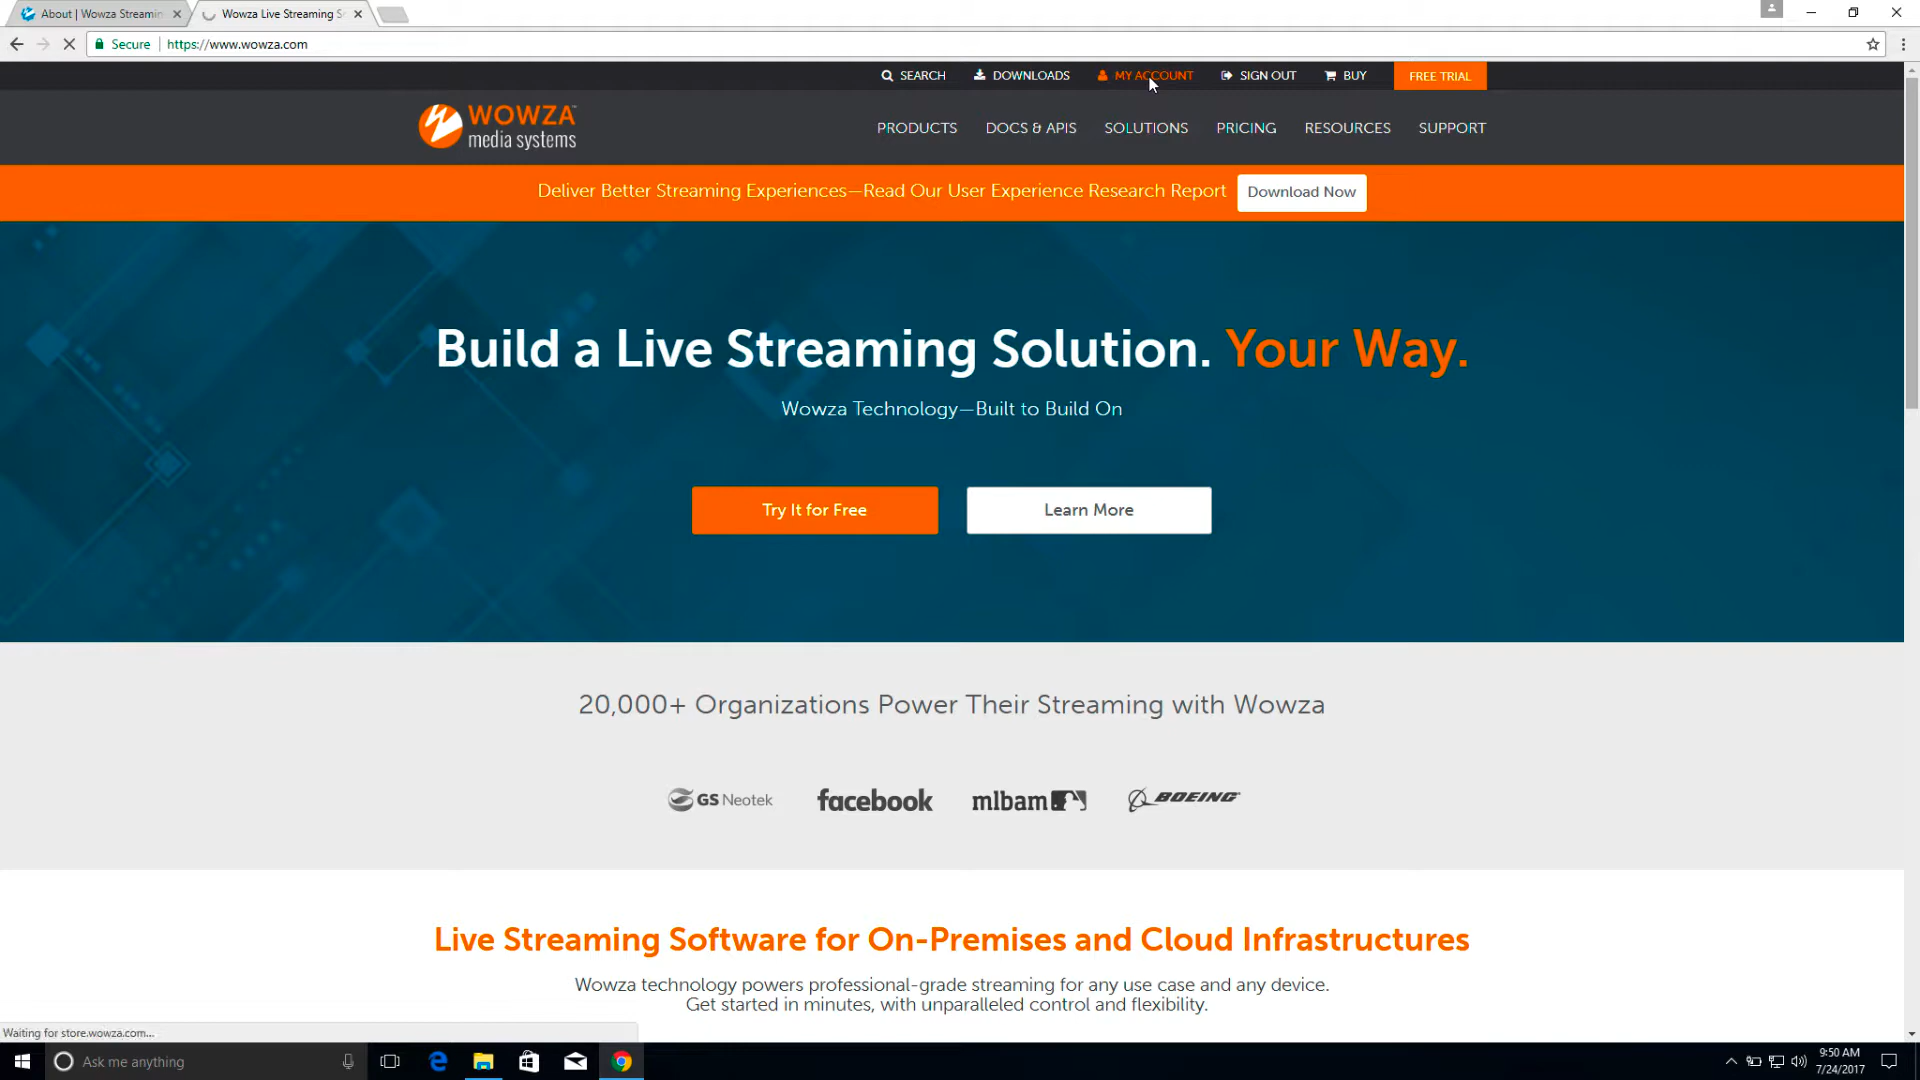 About | Wowza Streamin
Wowza Live Streaming S
Secure
https://www.wowza.com
SEARCH
DOWNLOADS
MY ACCOUNT
SIGN OUT
BUY
FREE TRIAL
WOWZA
media systems
PRODUCTS
DOCS & APIS
SOLUTIONS
PRICING
RESOURCES
SUPPORT
Deliver Better Streaming Experiences—Read Our User Experience Research Report
Download Now
Build a Live Streaming Solution. Your Way.
Wowza Technology—Built to Build On
Try It for Free
Learn More
20,000+ Organizations Power Their Streaming with Wowza
GS Neotek
facebook
mlbam
BOEING
Live Streaming Software for On-Premises and Cloud Infrastructures
Wowza technology powers professional-grade streaming for any use case and any device.
Get started in minutes, with unparalleled control and flexibility.
Waiting for store.wowza.com...
Ask me anything
9:50 AM
7/24/2017